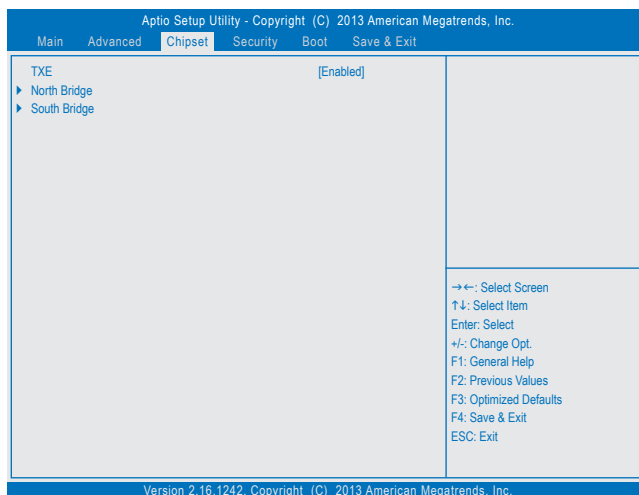 Aptio Setup Utility - Copyright (C) 2013 American Megatrends, Inc.
Main Advanced Chipset Security Boot Save & Exit
TXE [Enabled]
North Bridge
South Bridge
→←: Select Screen
↑↓: Select Item
Enter: Select
+/-: Change Opt.
F1: General Help
F2: Previous Values
F3: Optimized Defaults
F4: Save & Exit
ESC: Exit
Version 2.16.1242. Copyright (C) 2013 American Megatrends, Inc.